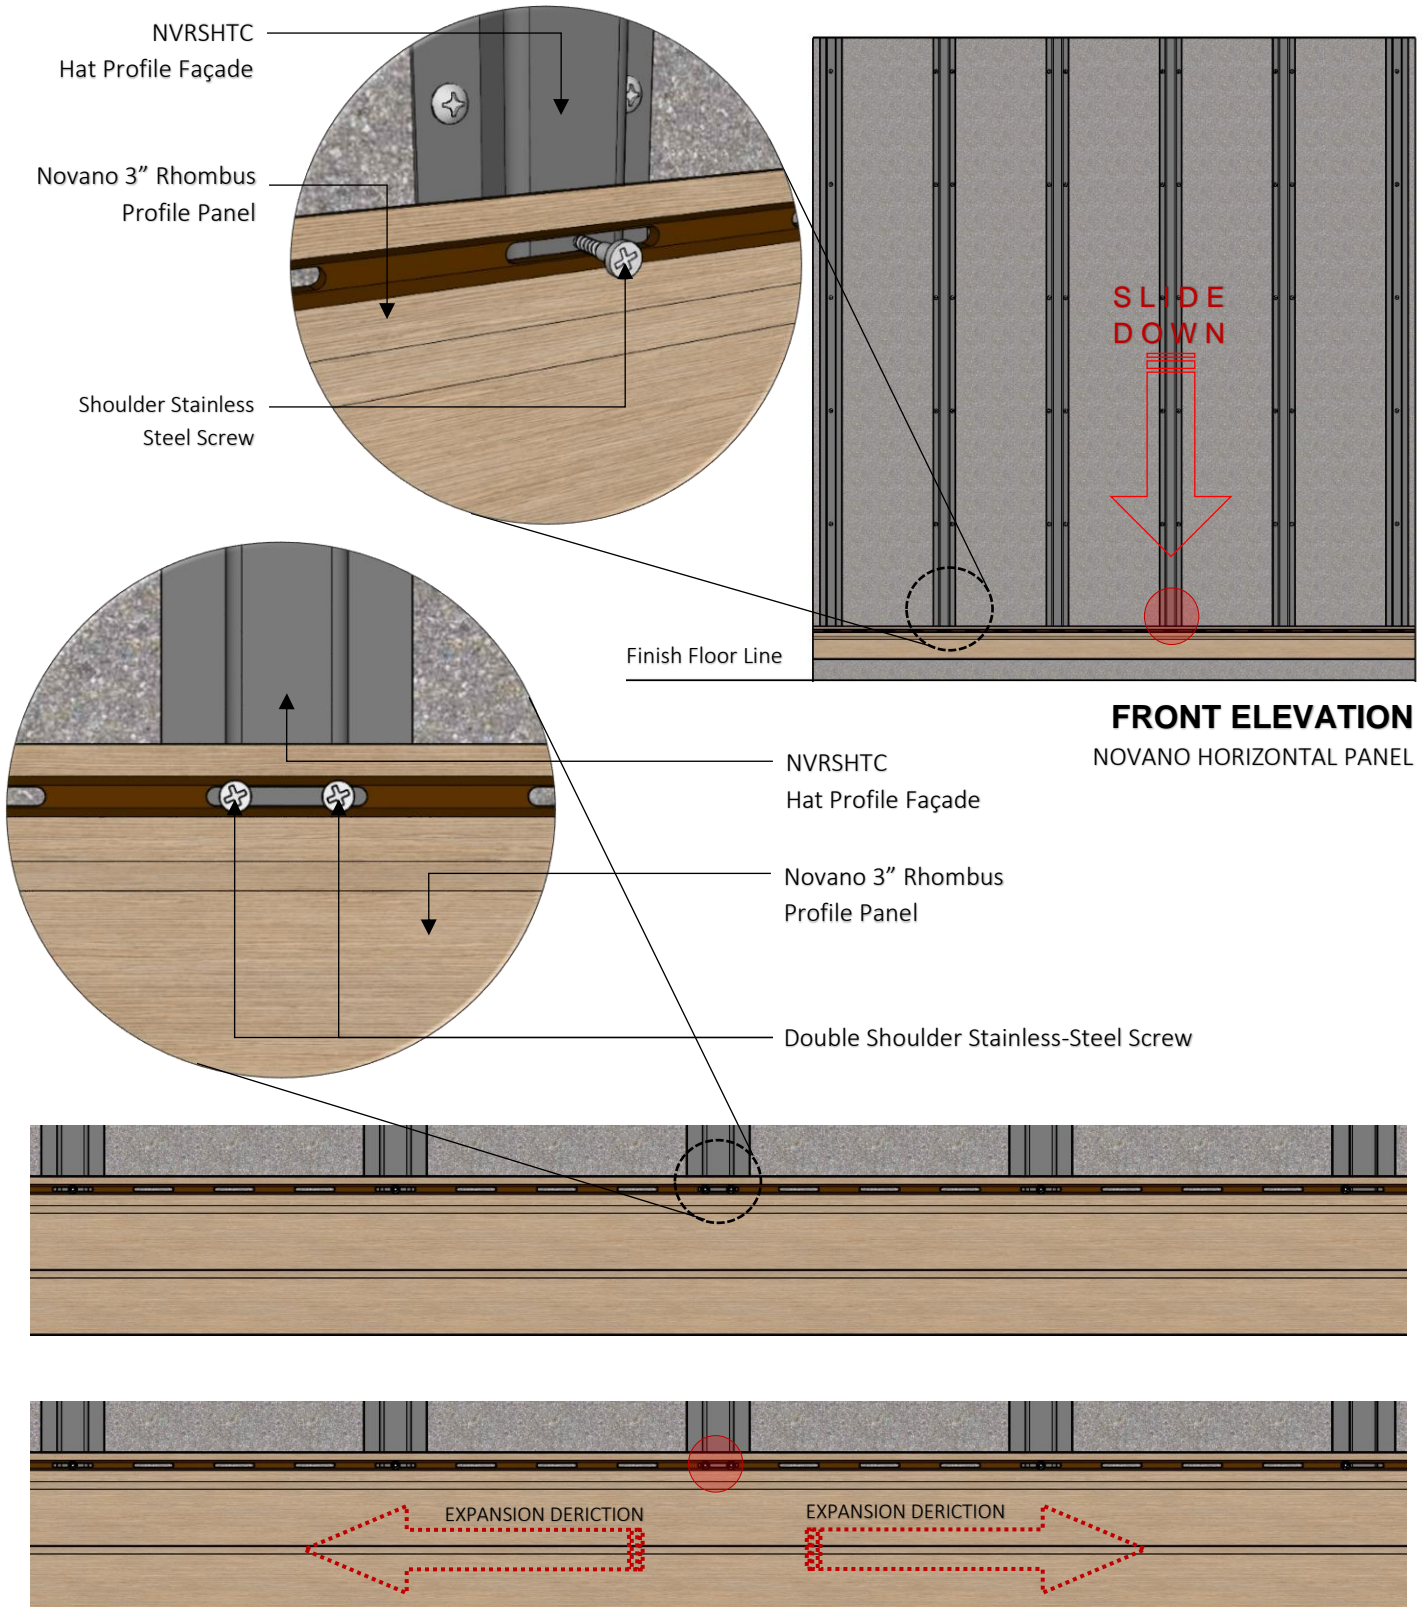 NVRSHTC
Hat Profile Façade
Novano 3” Rhombus
Profile Panel
Shoulder Stainless
Steel Screw
SLIDE
DOWN
Finish Floor Line
FRONT ELEVATION
NOVANO HORIZONTAL PANEL
NVRSHTC
Hat Profile Façade
Novano 3” Rhombus
Profile Panel
Double Shoulder Stainless-Steel Screw
EXPANSION DERICTION
EXPANSION DERICTION